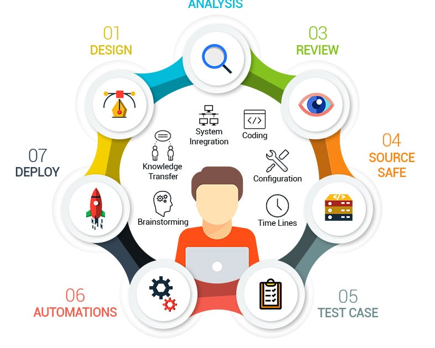 ANALYSIS
01
DESIGN
03
REVIEW
System
Inregration
Coding
04
SOURCE
SAFE
Knowledge
Transfer
Configuration
07
DEPLOY
Brainstorming
Time Lines
06
AUTOMATIONS
05
TEST CASE